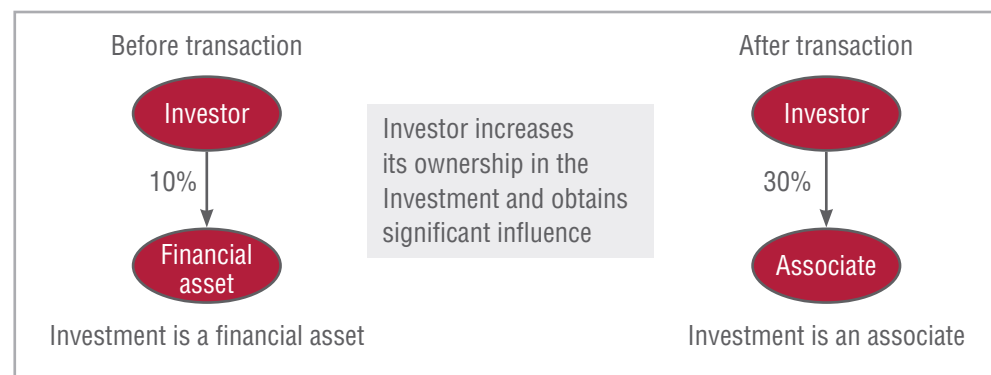 Before transaction
Investor
10%
Financial
asset
Investment is a financial asset
Investor increases
its ownership in the
Investment and obtains
significant influence
After transaction
Investor
30%
Associate
Investment is an associate